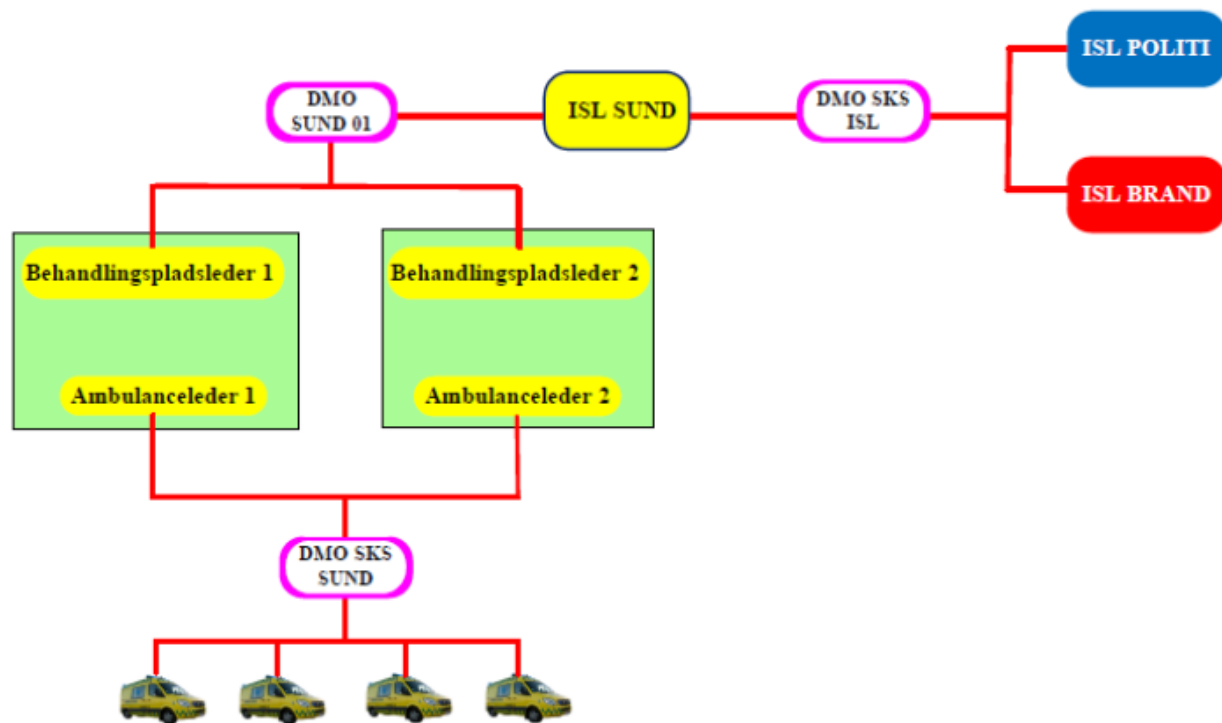 ISL POLITI
DMO
SUND 01
ISL SUND
DMO SKS
ISL
ISL BRAND
Behandlingspladsleder 1
Behandlingspladsleder 2
Ambulanceleder 1
Ambulanceleder 2
DMO SKS
SUND